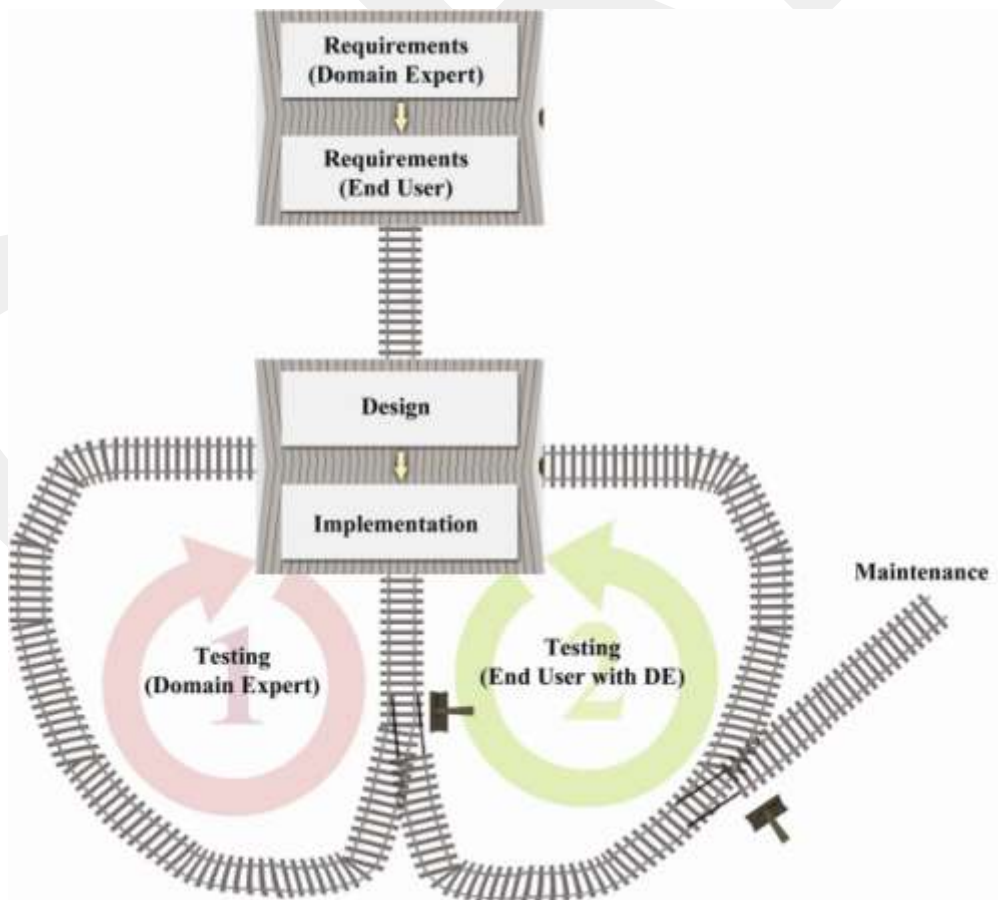 Requirements
(Domain Expert)
Requirements
(End User)
Design
Implementation
Maintenance
1
Testing
(Domain Expert)
2
Testing
(End User with DE)